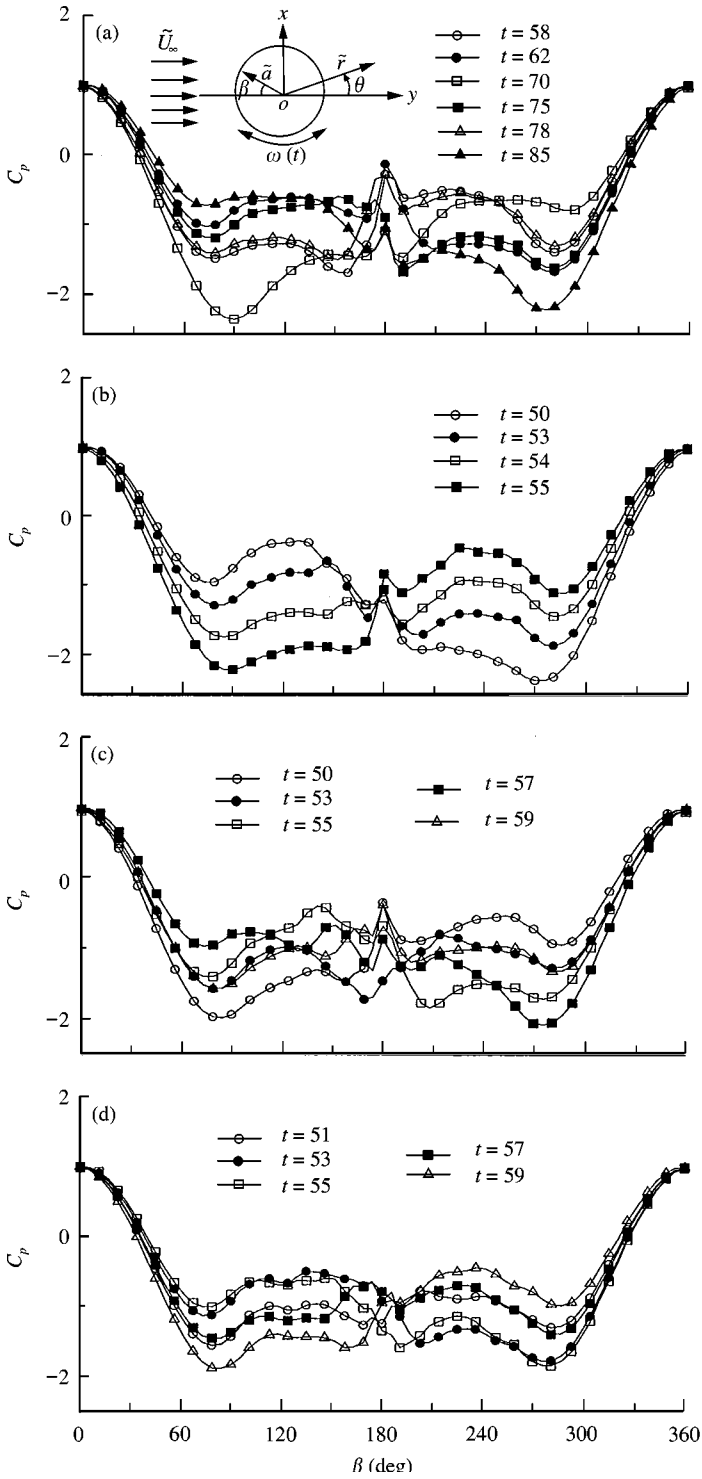 2
(a)
Ũ∞
x
r̃
ã
β
θ
o
y
ω (t)
t = 58
t = 62
t = 70
t = 75
t = 78
t = 85
0
−2
Cp
2
(b)
t = 50
t = 53
t = 54
t = 55
0
−2
Cp
2
(c)
t = 50
t = 53
t = 55
t = 57
t = 59
0
−2
Cp
2
(d)
t = 51
t = 53
t = 55
t = 57
t = 59
0
−2
Cp
0 60 120 180 240 300 360
β (deg)